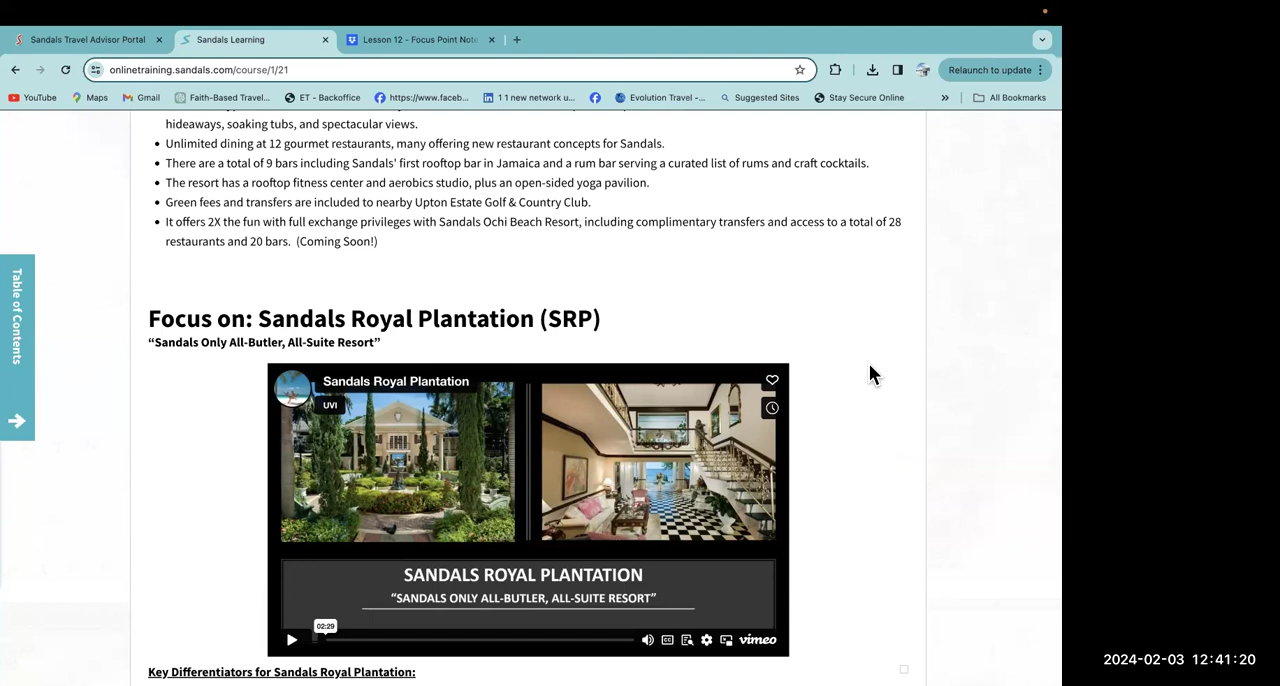 Sandals Travel Advisor Portal
Sandals Learning
Lesson 12 - Focus Point Note
onlinetraining.sandals.com/course/1/21
Relaunch to update
YouTube
Maps
Gmail
Faith-Based Travel...
ET - Backoffice
https://www.faceb...
1 1 new network u...
Evolution Travel -...
Suggested Sites
Stay Secure Online
»
All Bookmarks
hideaways, soaking tubs, and spectacular views.
• Unlimited dining at 12 gourmet restaurants, many offering new restaurant concepts for Sandals.
• There are a total of 9 bars including Sandals' first rooftop bar in Jamaica and a rum bar serving a curated list of rums and craft cocktails.
• The resort has a rooftop fitness center and aerobics studio, plus an open-sided yoga pavilion.
• Green fees and transfers are included to nearby Upton Estate Golf & Country Club.
• It offers 2X the fun with full exchange privileges with Sandals Ochi Beach Resort, including complimentary transfers and access to a total of 28
restaurants and 20 bars. (Coming Soon!)
Table of Contents
Focus on: Sandals Royal Plantation (SRP)
“Sandals Only All-Butler, All-Suite Resort”
Sandals Royal Plantation
UVI
SANDALS ROYAL PLANTATION
“SANDALS ONLY ALL-BUTLER, ALL-SUITE RESORT”
02:29
CC
vimeo
Key Differentiators for Sandals Royal Plantation:
2024-02-03 12:41:20